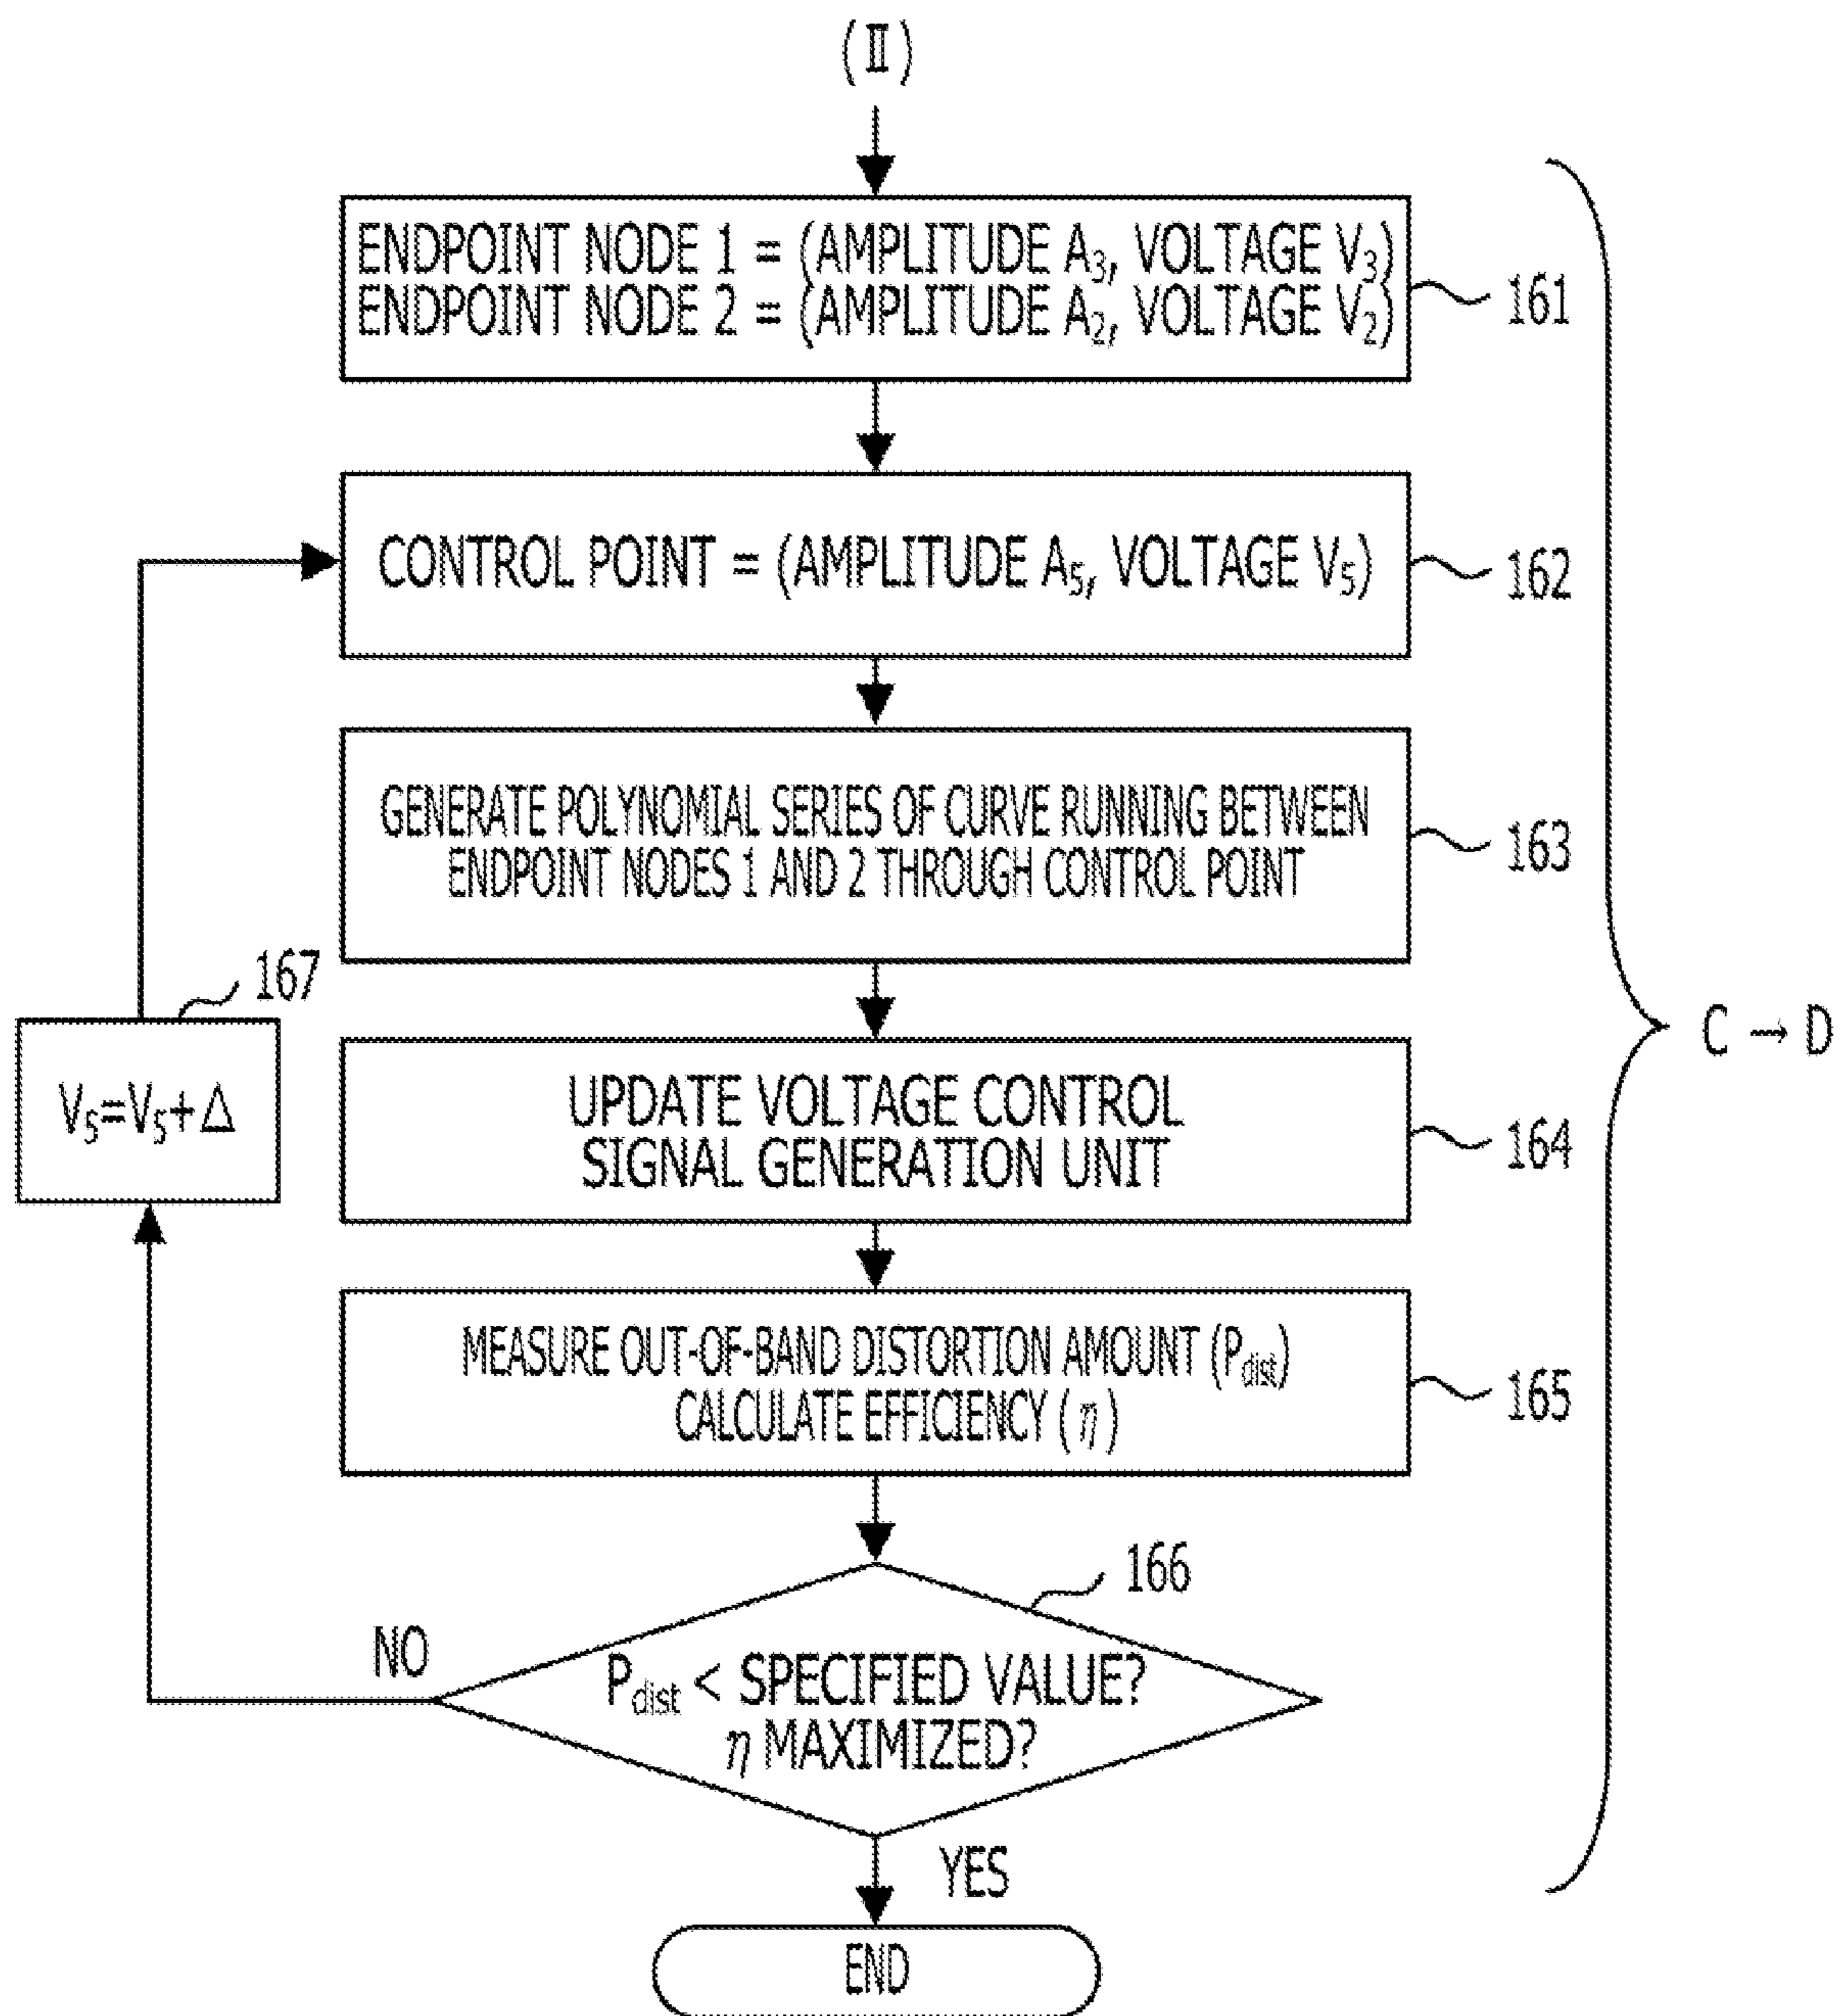 (Ⅱ)
ENDPOINT NODE 1 = (AMPLITUDE A₃, VOLTAGE V₃)
ENDPOINT NODE 2 = (AMPLITUDE A₂, VOLTAGE V₂)
161
CONTROL POINT = (AMPLITUDE A₅, VOLTAGE V₅)
162
GENERATE POLYNOMIAL SERIES OF CURVE RUNNING BETWEEN
ENDPOINT NODES 1 AND 2 THROUGH CONTROL POINT
163
167
V₅=V₅+Δ
C → D
UPDATE VOLTAGE CONTROL
SIGNAL GENERATION UNIT
164
MEASURE OUT-OF-BAND DISTORTION AMOUNT (Pdist)
CALCULATE EFFICIENCY (η)
165
166
NO
Pdist < SPECIFIED VALUE?
η MAXIMIZED?
YES
END